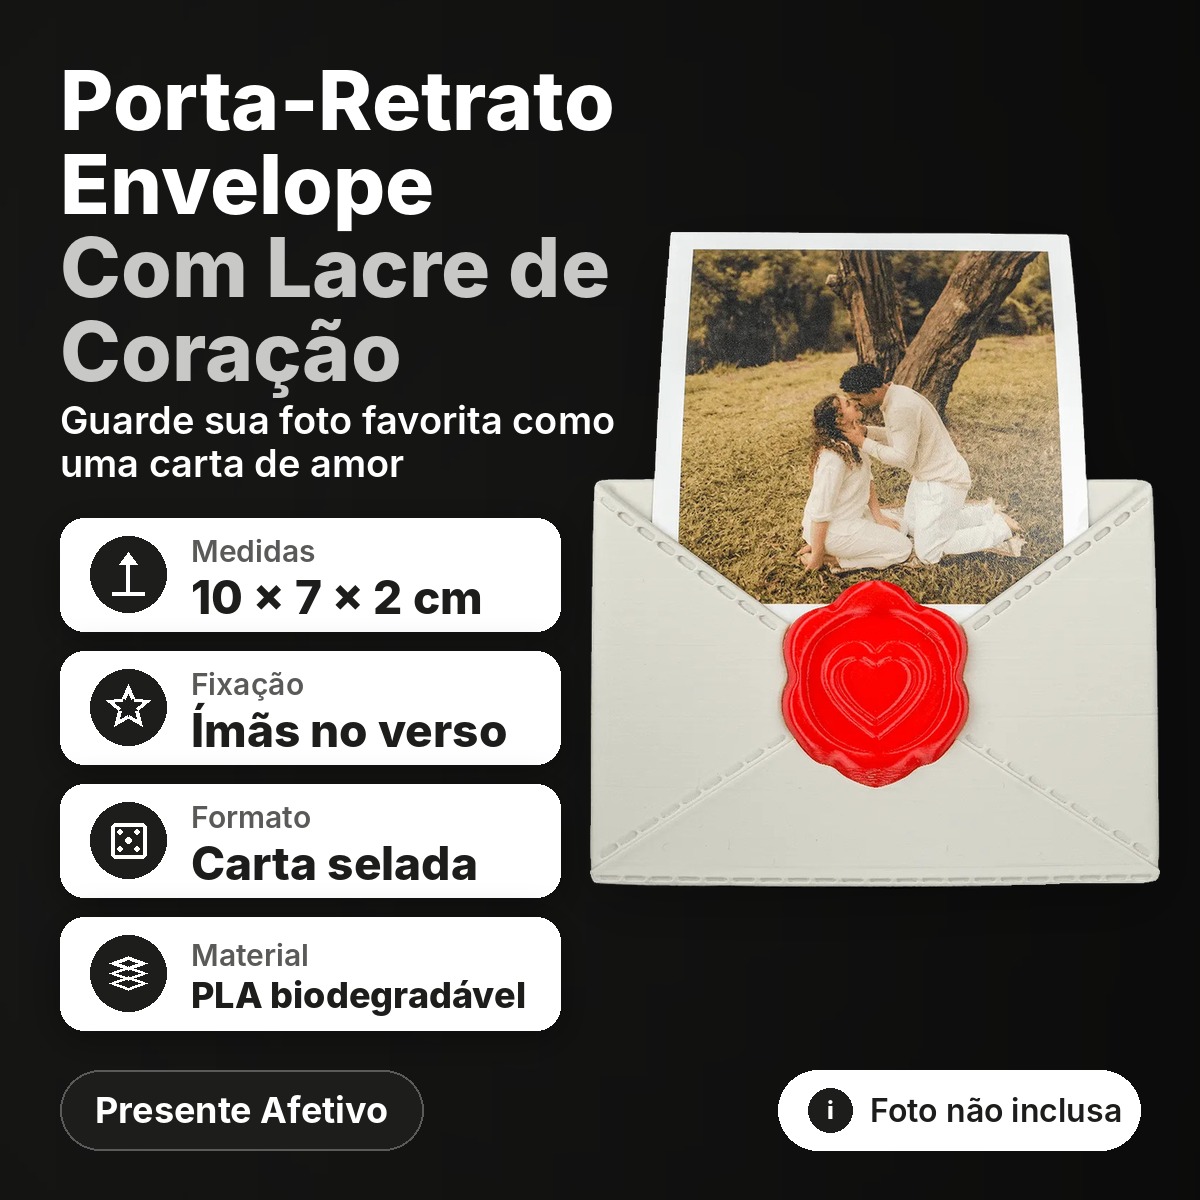 Porta-Retrato
Envelope
Com Lacre de
Coração
Guarde sua foto favorita como
uma carta de amor
Medidas
10 × 7 × 2 cm
Fixação
Ímãs no verso
Formato
Carta selada
Material
PLA biodegradável
Presente Afetivo
i Foto não inclusa